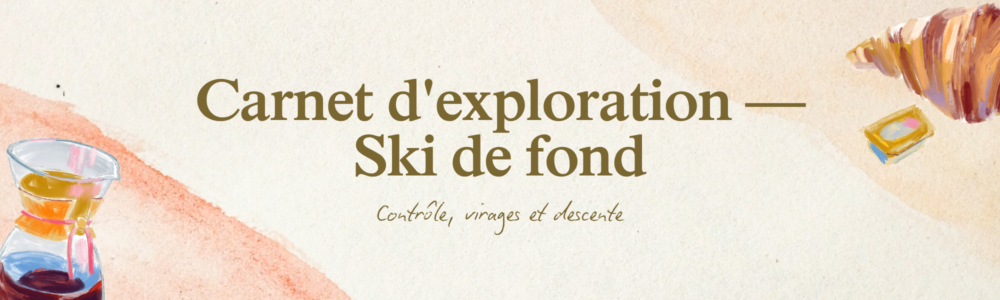 Carnet d'exploration —
Ski de fond
Contrôle, virages et descente